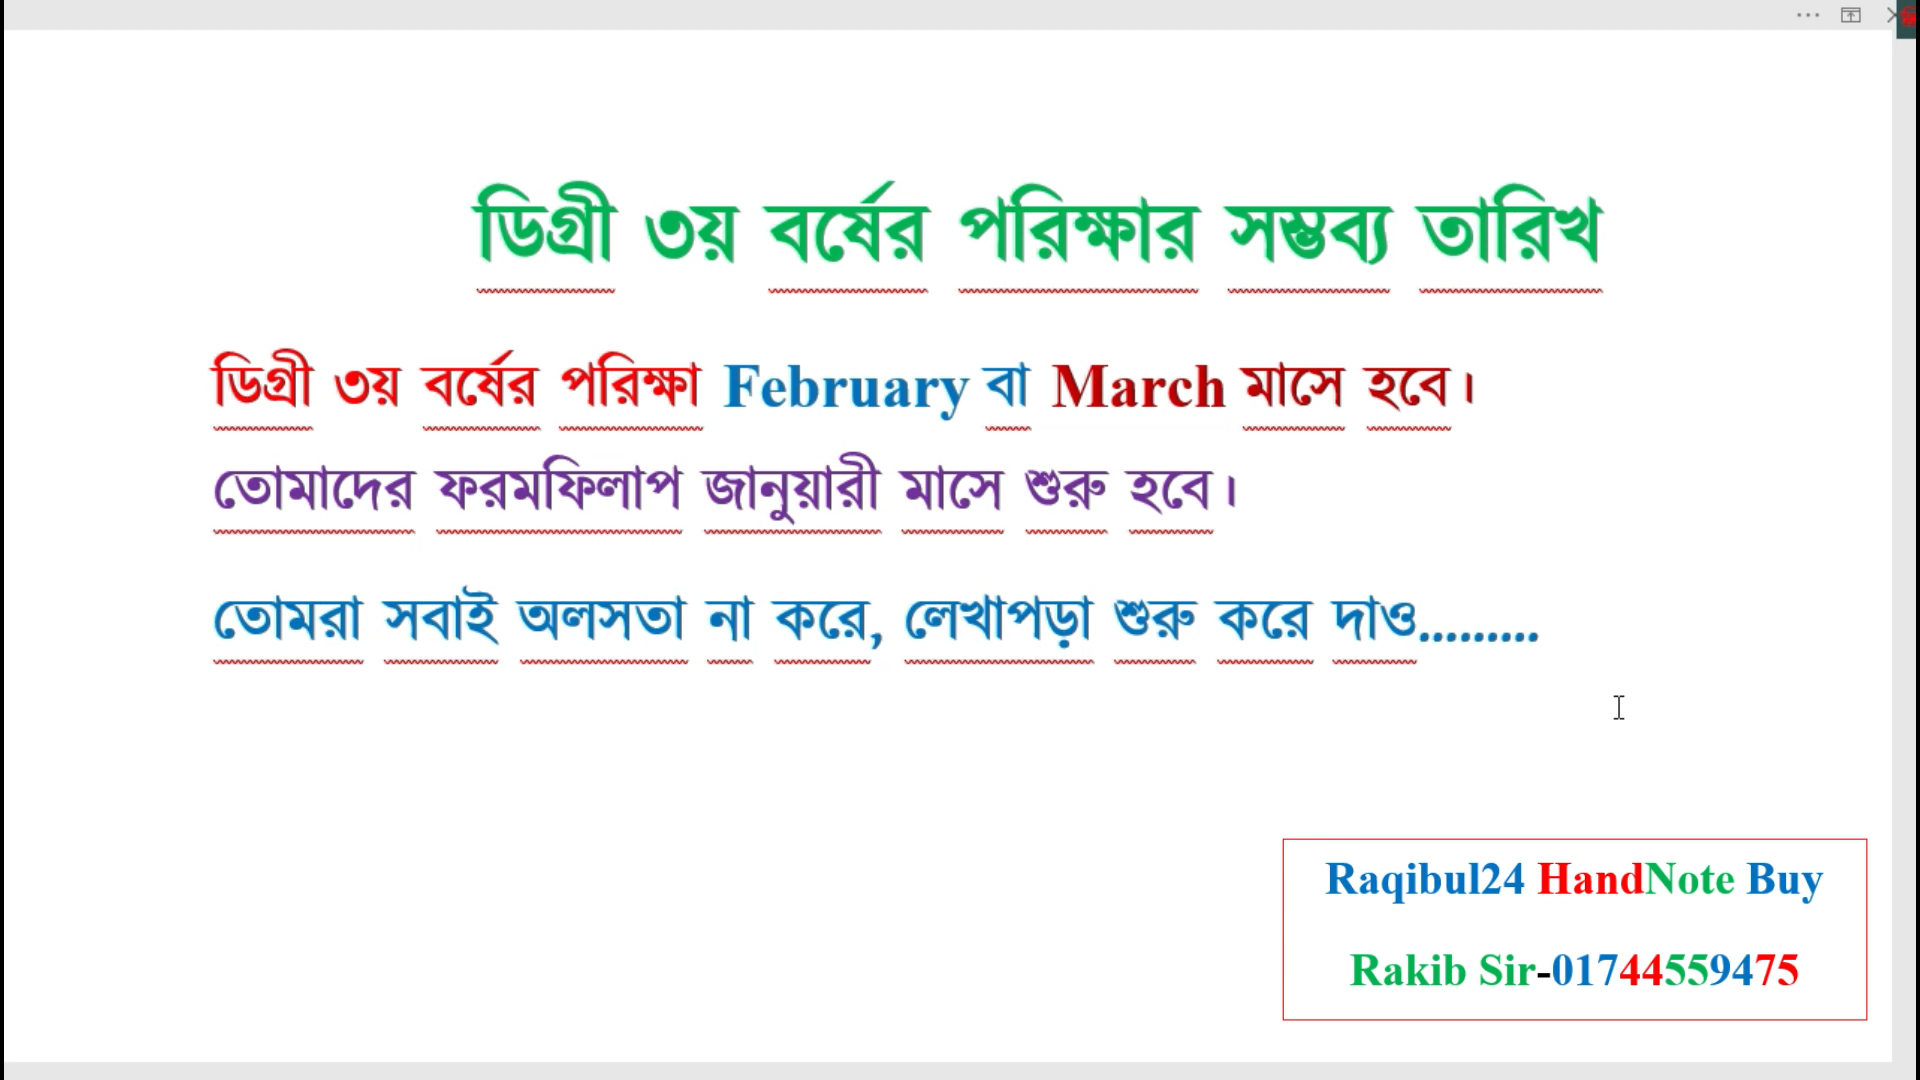 ডিগ্রী ৩য় বর্ষের পরিক্ষার সম্ভব্য তারিখ
ডিগ্রী ৩য় বর্ষের পরিক্ষা February বা March মাসে হবে।
তোমাদের ফরমফিলাপ জানুয়ারী মাসে শুরু হবে।
তোমরা সবাই অলসতা না করে, লেখাপড়া শুরু করে দাও.........
Raqibul24 HandNote Buy
Rakib Sir-01744559475